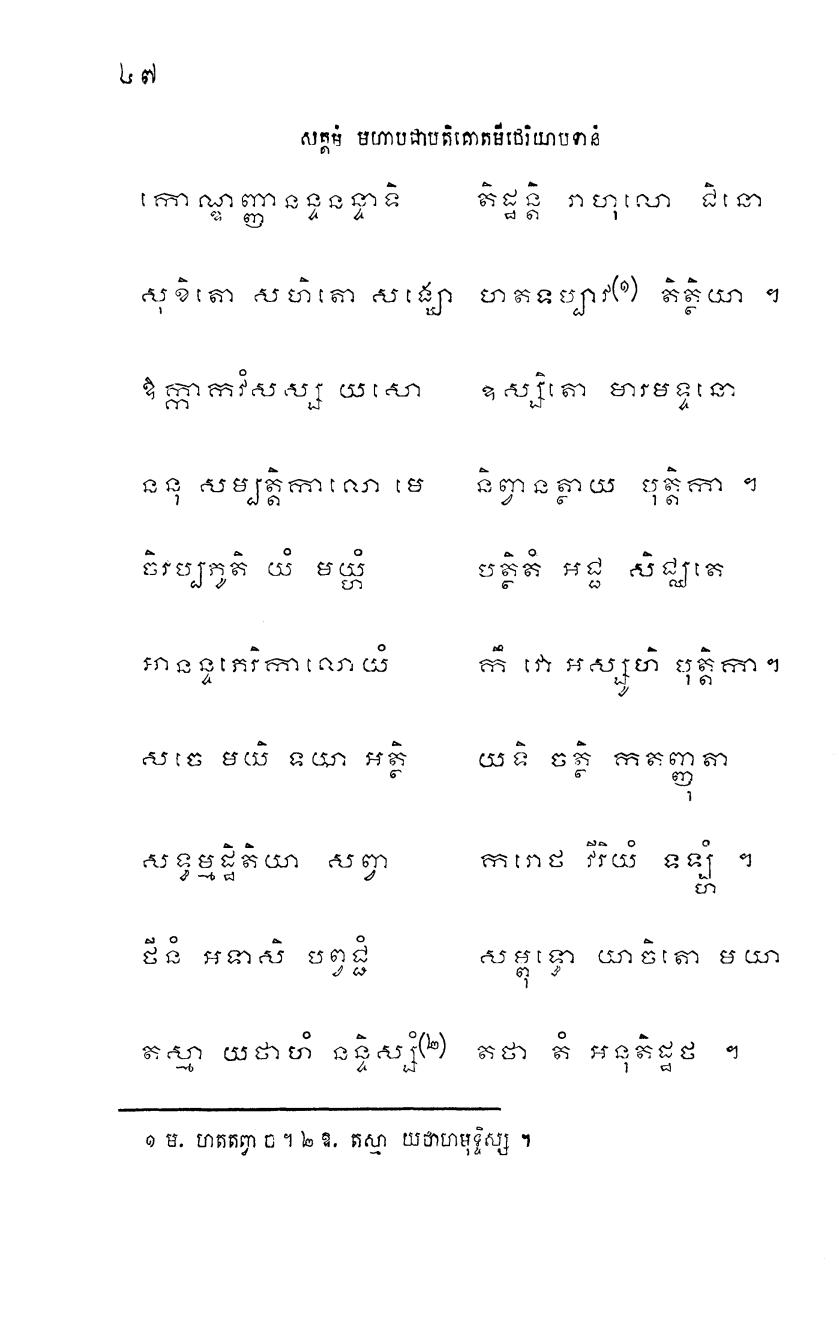 ៤៧
សត្តមំ មហាបជាបតិគោតមីថេរិយាបទានំ
កោណ្ឌញ្ញានន្ទនន្ទាទិ តិដ្ឋន្តិ រាហុលោ ជិនោ
សុខិតោ សហិតោ សង្ឃោ ហតទប្បាវ(១) តិត្ថិយា ។
ឱក្កាកវំសស្ស យសោ ឧស្សិតោ មារមទ្ទនោ
ននុ សម្បត្តិកាលោ មេ និព្វានត្ថាយ បុត្តិកា ។
ចិរប្បភូតិ យំ មយ្ហំ បត្ថិតំ អជ្ជ សិជ្ឈតេ
អានន្ទភេរិកាលោយំ កឹ វោ អស្សូហិ បុត្តិកា។
សចេ មយិ ទយា អត្ថិ យទិ ចត្ថិ កតញ្ញុតា
សទ្ធម្មដ្ឋិតិយា សព្វា ករោថ វីរិយំ ទឡ្ហំ ។
ថីនំ អទាសិ បព្វជ្ជំ សម្ពុទ្ធោ យាចិតោ មយា
តស្មា យថាហំ នន្ទិស្សំ(២) តថា តំ អនុតិដ្ឋថ ។
១ ម. ហតតព្វា ច ។ ២ ឱ. តស្មា យថាហមុទ្ទិស្ស ។